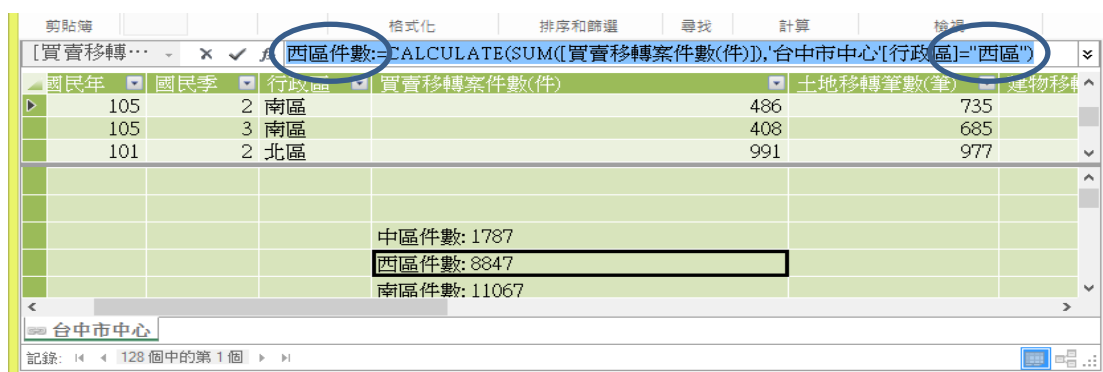 剪貼簿 格式化 排序和篩選 尋找 計算 檢視
[買賣移轉… fx 西區件數:=CALCULATE(SUM([買賣移轉案件數(件)]),'台中市中心'[行政區]="西區")
國民年 國民季 行政區 買賣移轉案件數(件) 土地移轉筆數(筆) 建物移轉
105 2 南區 486 735
105 3 南區 408 685
101 2 北區 991 977
中區件數: 1787
西區件數: 8847
南區件數: 11067
台中市中心
記錄: 128 個中的第 1 個